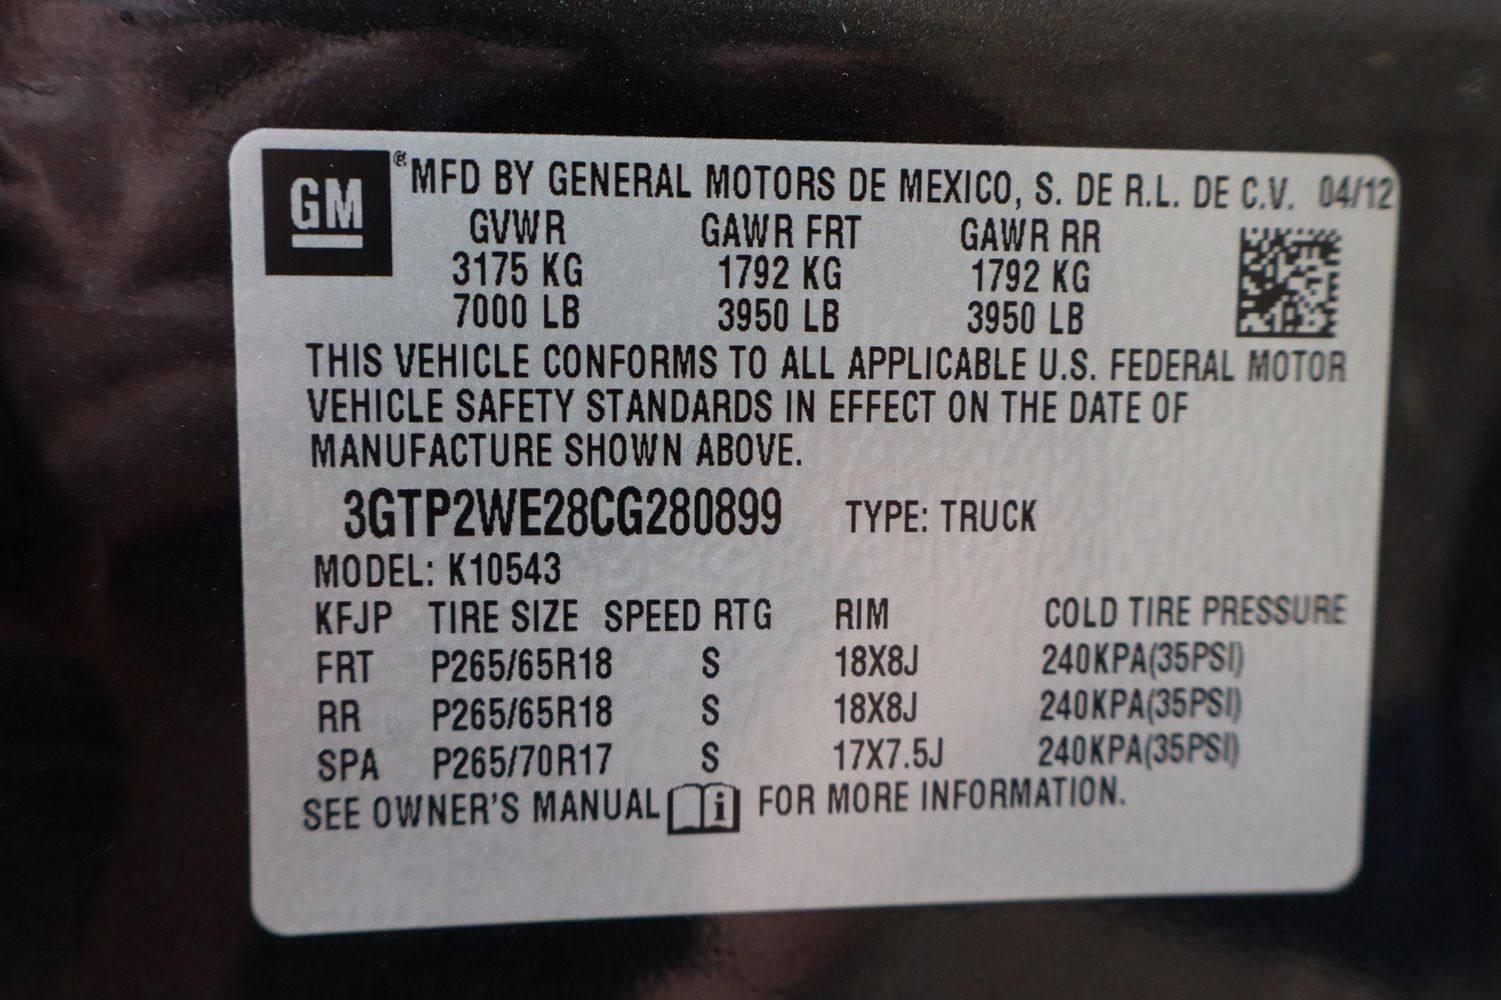 GM ® MFD BY GENERAL MOTORS DE MEXICO, S. DE R.L. DE C.V. 04/12
GVWR GAWR FRT GAWR RR
3175 KG 1792 KG 1792 KG
7000 LB 3950 LB 3950 LB
THIS VEHICLE CONFORMS TO ALL APPLICABLE U.S. FEDERAL MOTOR
VEHICLE SAFETY STANDARDS IN EFFECT ON THE DATE OF
MANUFACTURE SHOWN ABOVE.
3GTP2WE28CG280899 TYPE: TRUCK
MODEL: K10543
KFJP TIRE SIZE SPEED RTG RIM COLD TIRE PRESSURE
FRT P265/65R18 S 18X8J 240KPA(35PSI)
RR P265/65R18 S 18X8J 240KPA(35PSI)
SPA P265/70R17 S 17X7.5J 240KPA(35PSI)
SEE OWNER'S MANUAL i FOR MORE INFORMATION.